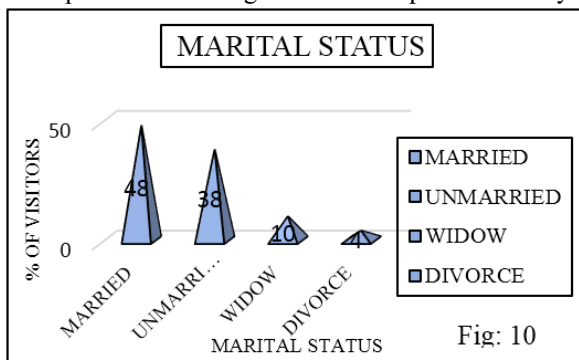 MARITAL STATUS
50
0
% OF VISITORS
48
38
10
4
MARRIED
UNMARRI...
WIDOW
DIVORCE
MARITAL STATUS
MARRIED
UNMARRIED
WIDOW
DIVORCE
Fig: 10